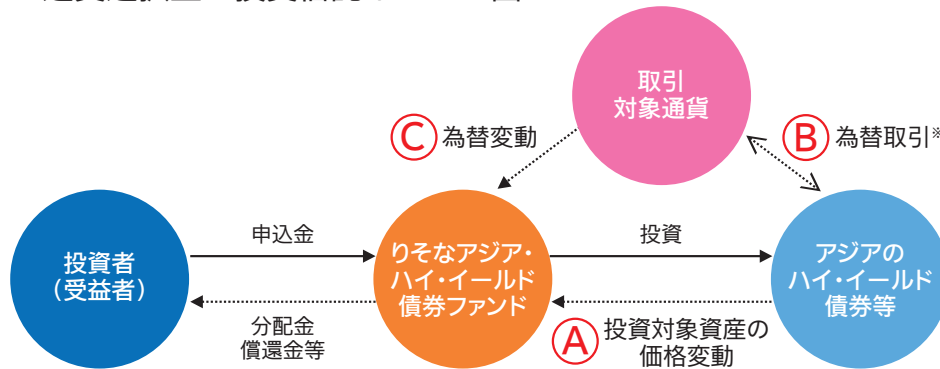 取引
対象通貨
Ⓒ 為替変動
Ⓑ 為替取引※
投資者
（受益者）
申込金
りそなアジア・
ハイ・イールド
債券ファンド
投資
アジアの
ハイ・イールド
債券等
分配金
償還金等
Ⓐ 投資対象資産の
価格変動